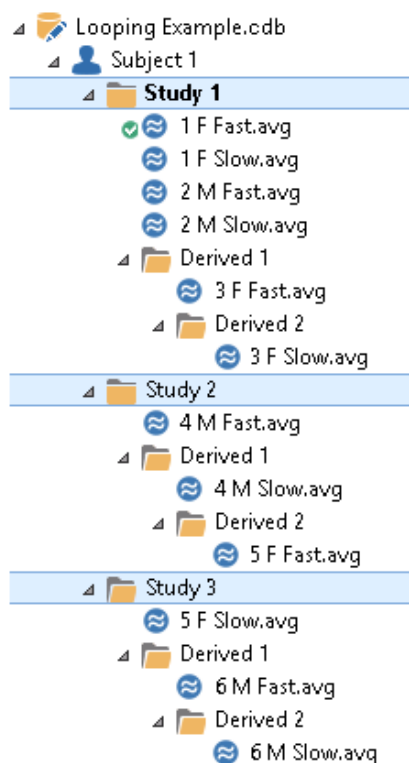 Looping Example.cdb
Subject 1
Study 1
1 F Fast.avg
1 F Slow.avg
2 M Fast.avg
2 M Slow.avg
Derived 1
3 F Fast.avg
Derived 2
3 F Slow.avg
Study 2
4 M Fast.avg
Derived 1
4 M Slow.avg
Derived 2
5 F Fast.avg
Study 3
5 F Slow.avg
Derived 1
6 M Fast.avg
Derived 2
6 M Slow.avg